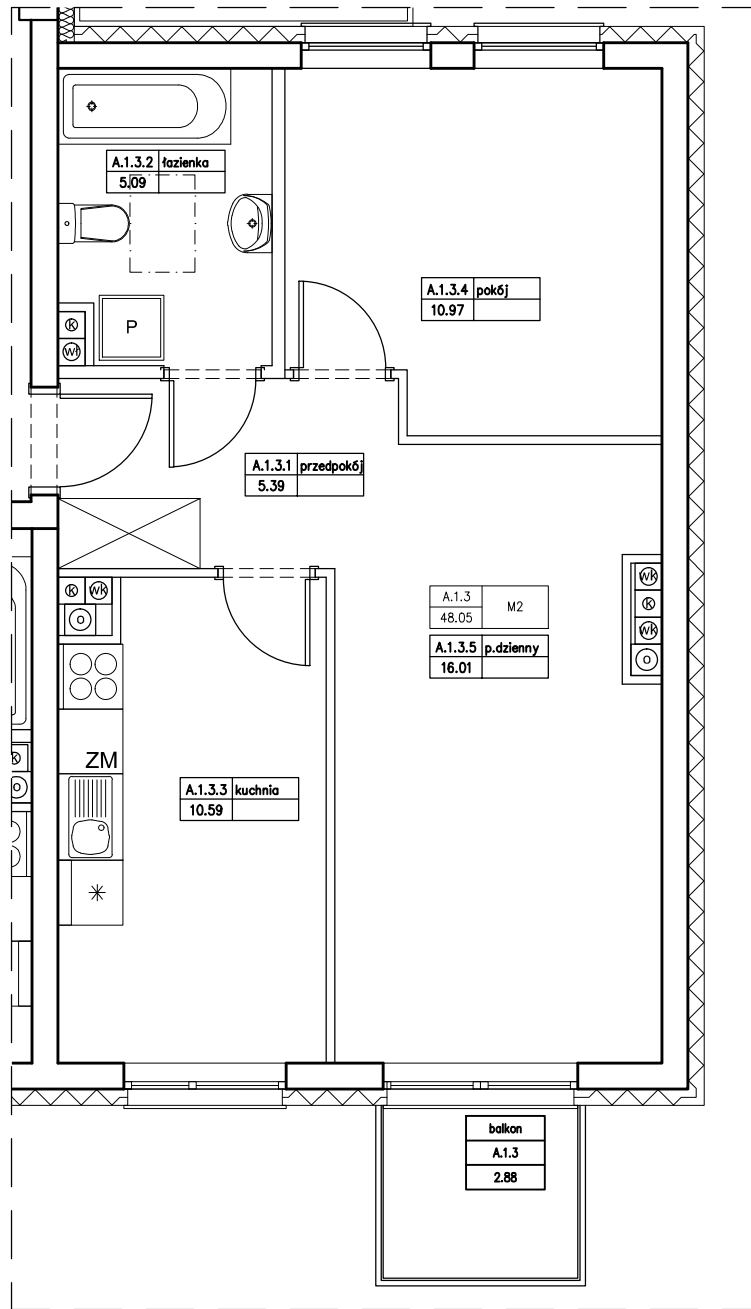 A.1.3.2 łazienka
5.09
A.1.3.4 pokój
10.97
K
P
wł
A.1.3.1 przedpokój
5.39
K wk
o
wk
K
wk
o
A.1.3 M2
48.05
A.1.3.5 p.dzienny
16.01
ZM
K
o
A.1.3.3 kuchnia
10.59
balkon
A.1.3
2.88